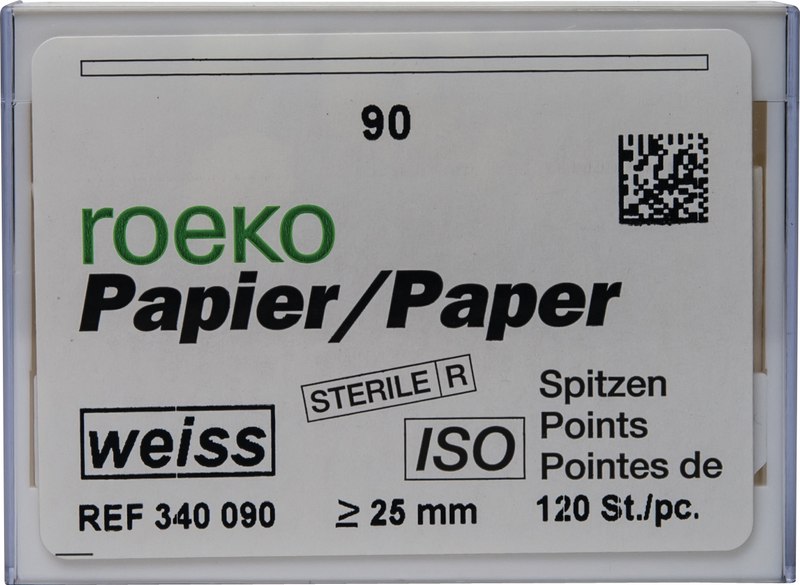 90
roeko
Papier/Paper
STERILE R
weiss
ISO
Spitzen
Points
Pointes de
REF 340 090
≥ 25 mm
120 St./pc.